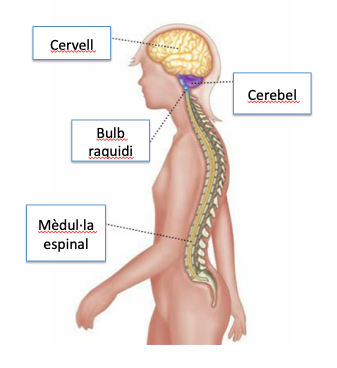 Cervell
Cerebel
Bulb
raquidi
Mèdul·la
espinal